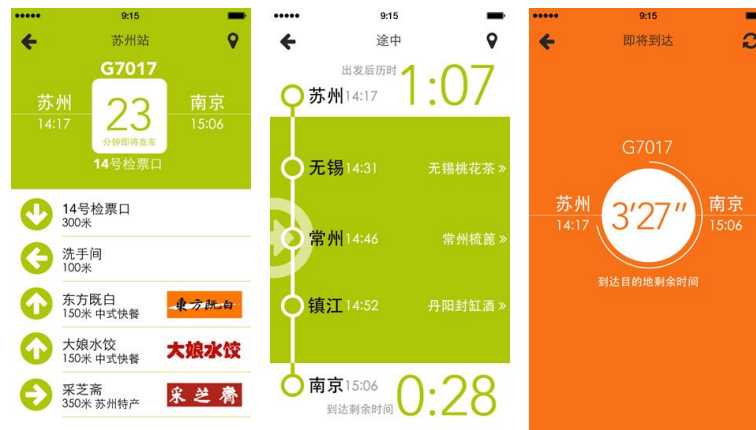 9:15
苏州站
G7017
苏州
14:17
23
分钟即将发车
南京
15:06
14号检票口
14号检票口
300米
洗手间
100米
东方既白
150米 中式快餐
東方既白
大娘水饺
150米 中式快餐
大娘水饺
采芝斋
350米 苏州特产
采芝齋
9:15
途中
出发后历时
1:07
苏州14:17
无锡14:31
无锡桃花茶»
常州14:46
常州梳篦»
镇江14:52
丹阳封缸酒»
南京15:06
到达剩余时间
0:28
9:15
即将到达
G7017
苏州
14:17
3'27"
南京
15:06
到达目的地剩余时间